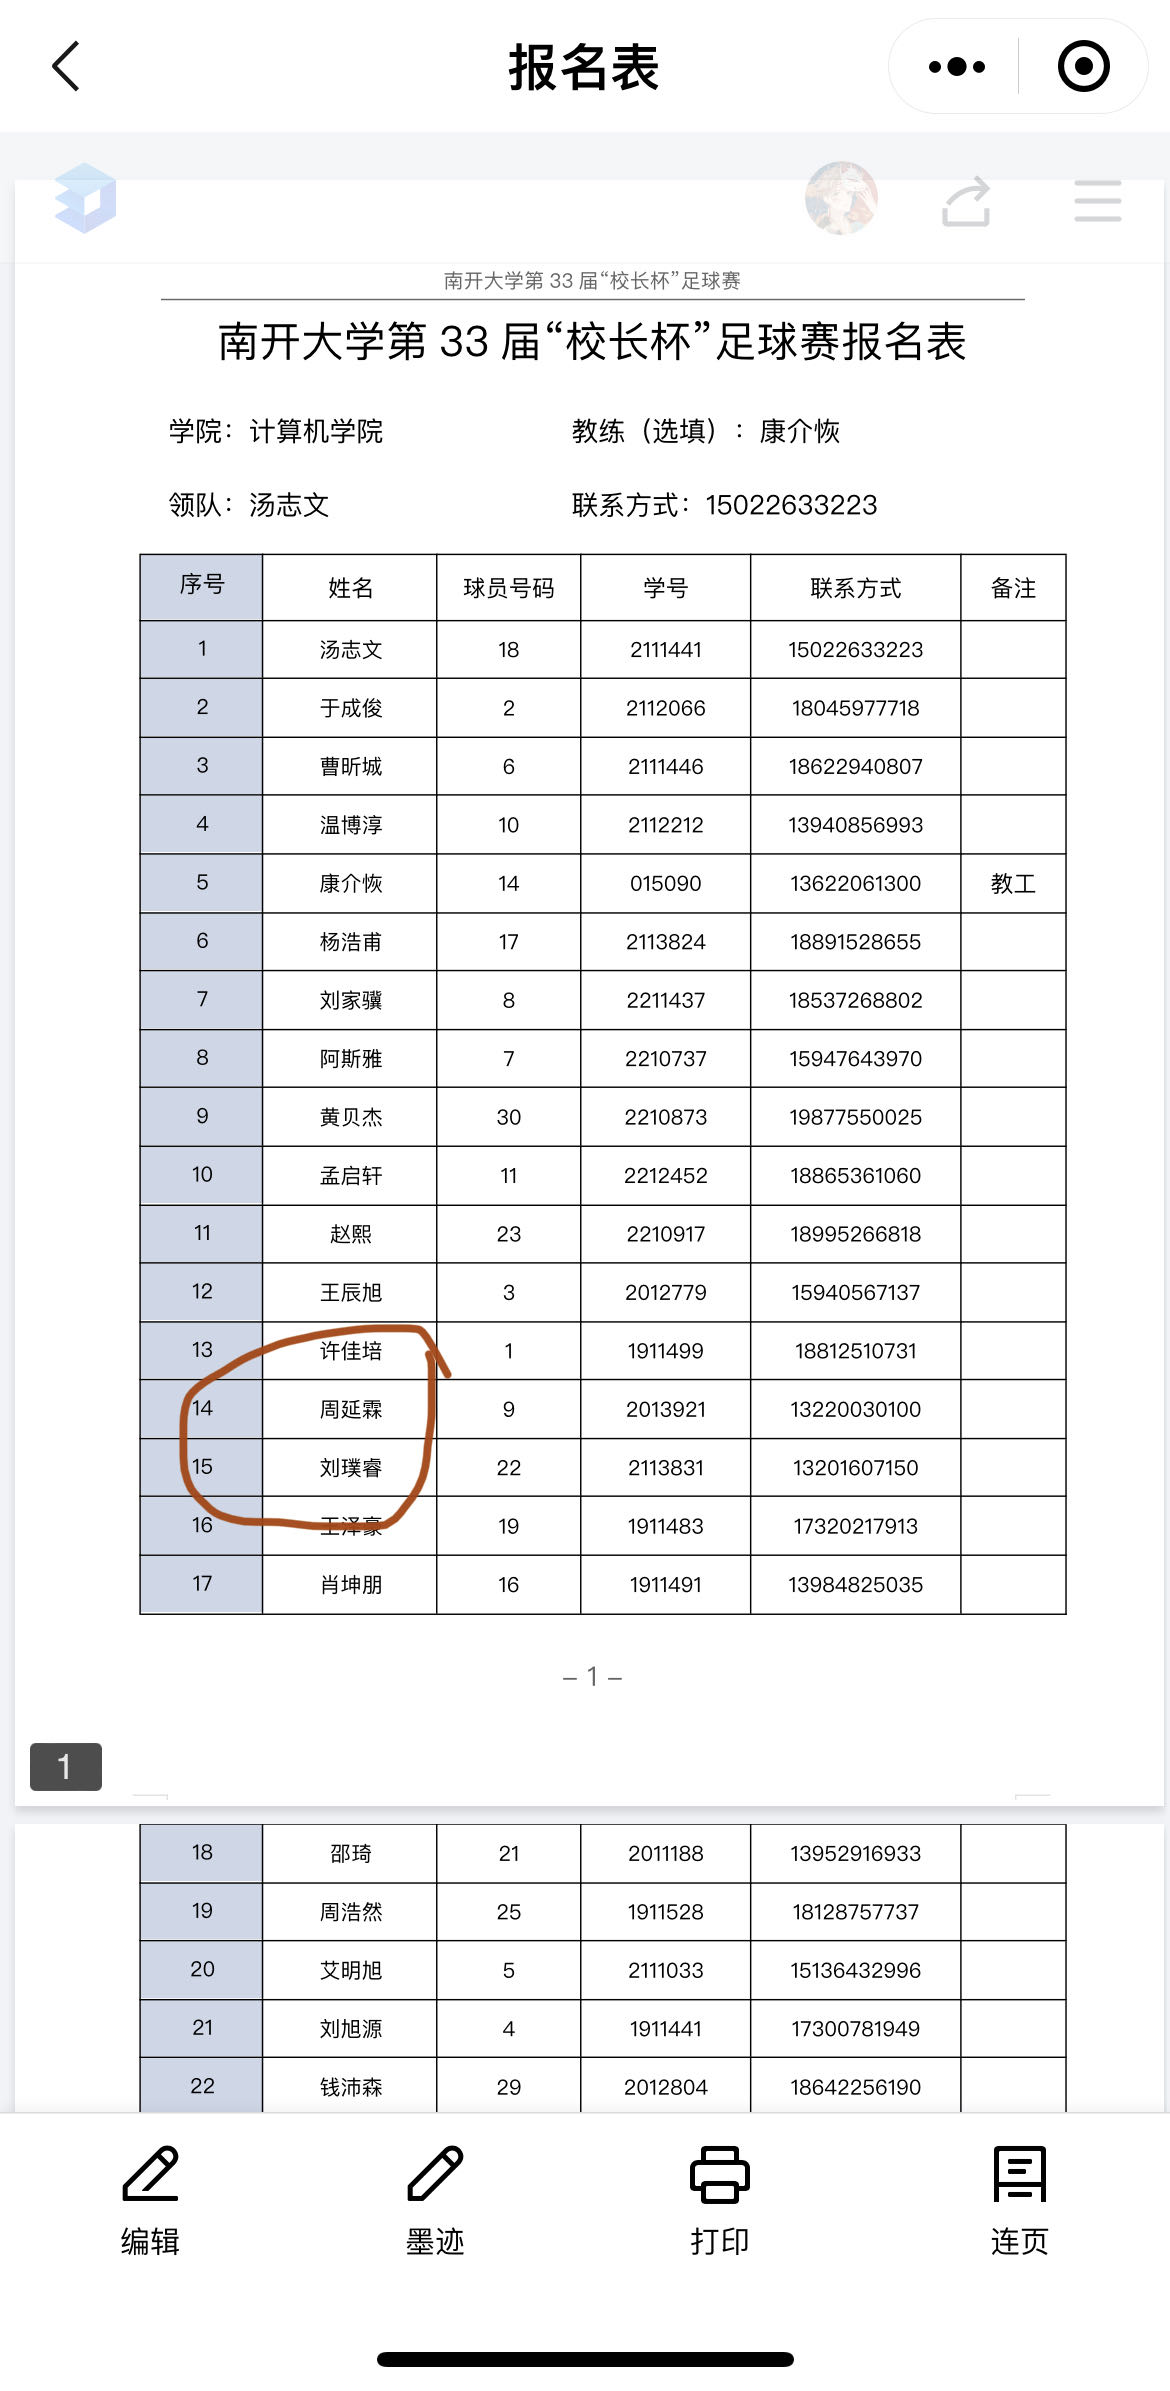 报名表
南开大学第 33 届“校长杯”足球赛
南开大学第 33 届“校长杯”足球赛报名表
学院：计算机学院 教练（选填）：康介恢
领队：汤志文 联系方式：15022633223
序号 姓名 球员号码 学号 联系方式 备注
1 汤志文 18 2111441 15022633223
2 于成俊 2 2112066 18045977718
3 曹昕城 6 2111446 18622940807
4 温博淳 10 2112212 13940856993
5 康介恢 14 015090 13622061300 教工
6 杨浩甫 17 2113824 18891528655
7 刘家骥 8 2211437 18537268802
8 阿斯雅 7 2210737 15947643970
9 黄贝杰 30 2210873 19877550025
10 孟启轩 11 2212452 18865361060
11 赵熙 23 2210917 18995266818
12 王辰旭 3 2012779 15940567137
13 许佳培 1 1911499 18812510731
14 周延霖 9 2013921 13220030100
15 刘璞睿 22 2113831 13201607150
16 王泽豪 19 1911483 17320217913
17 肖坤朋 16 1911491 13984825035
– 1 –
1
18 邵琦 21 2011188 13952916933
19 周浩然 25 1911528 18128757737
20 艾明旭 5 2111033 15136432996
21 刘旭源 4 1911441 17300781949
22 钱沛森 29 2012804 18642256190
编辑 墨迹 打印 连页